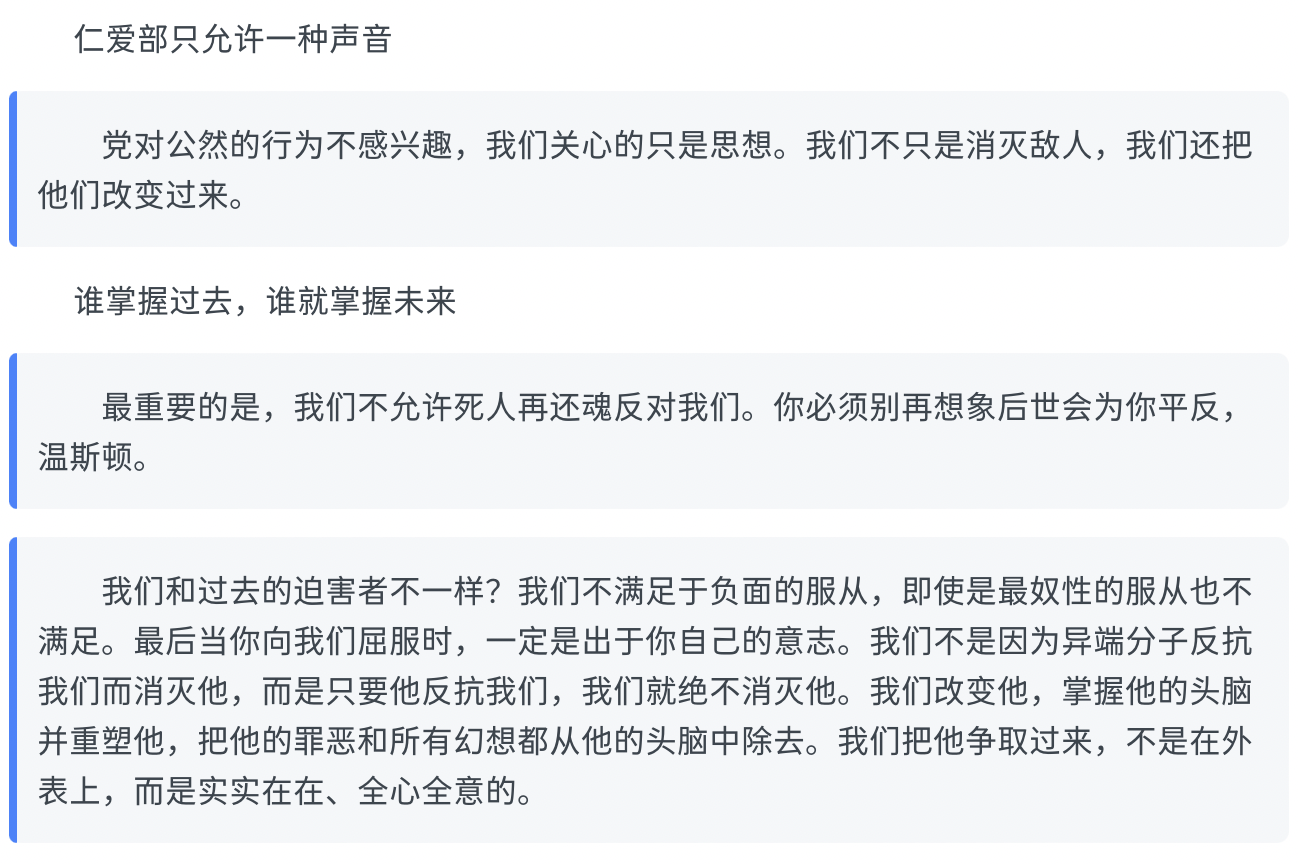 仁爱部只允许一种声音
党对公然的行为不感兴趣，我们关心的只是思想。我们不只是消灭敌人，我们还把
他们改变过来。
谁掌握过去，谁就掌握未来
最重要的是，我们不允许死人再还魂反对我们。你必须别再想象后世会为你平反，
温斯顿。
我们和过去的迫害者不一样？我们不满足于负面的服从，即使是最奴性的服从也不
满足。最后当你向我们屈服时，一定是出于你自己的意志。我们不是因为异端分子反抗
我们而消灭他，而是只要他反抗我们，我们就绝不消灭他。我们改变他，掌握他的头脑
并重塑他，把他的罪恶和所有幻想都从他的头脑中除去。我们把他争取过来，不是在外
表上，而是实实在在、全心全意的。